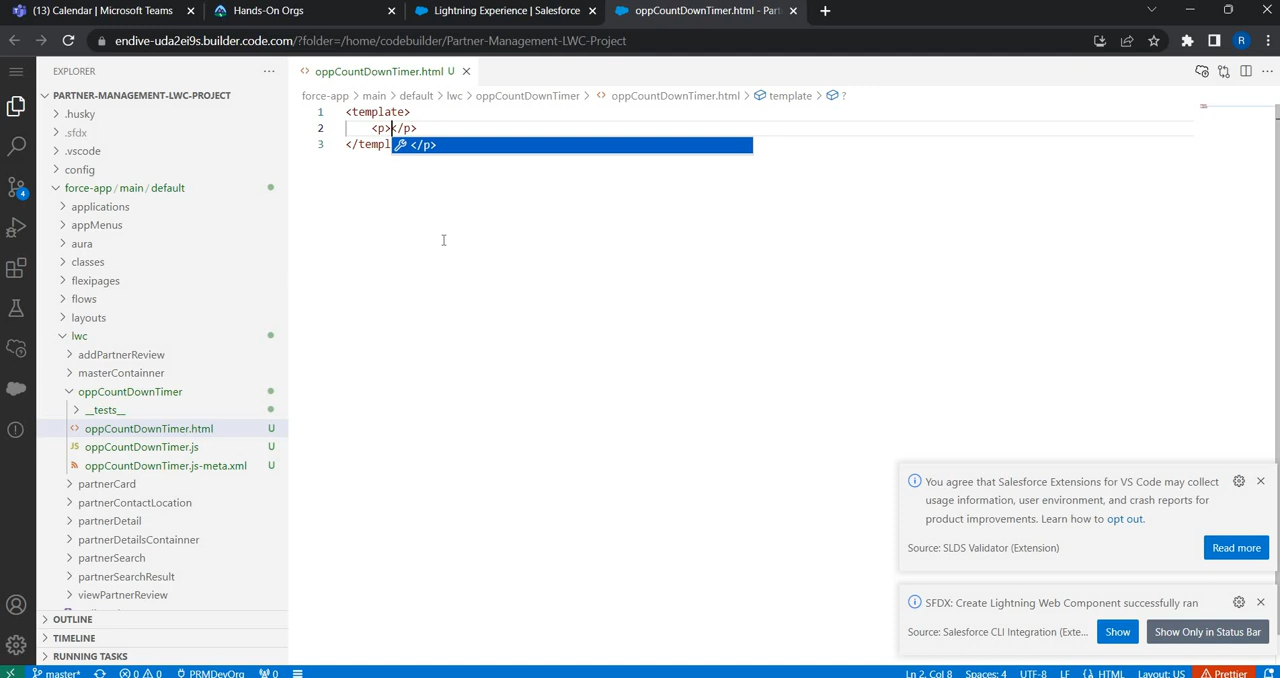 (13) Calendar | Microsoft Teams
Hands-On Orgs
Lightning Experience | Salesforce
oppCountDownTimer.html - Part
endive-uda2ei9s.builder.code.com/?folder=/home/codebuilder/Partner-Management-LWC-Project
R
EXPLORER
oppCountDownTimer.html U
PARTNER-MANAGEMENT-LWC-PROJECT
force-app > main > default > lwc > oppCountDownTimer > oppCountDownTimer.html > template > ?
.husky
1 <template>
.sfdx
2 <p></p>
.vscode
3 </templ
</p>
config
force-app / main / default
4
applications
appMenus
aura
classes
flexipages
flows
layouts
lwc
addPartnerReview
masterContainner
oppCountDownTimer
__tests__
oppCountDownTimer.html U
JS oppCountDownTimer.js U
oppCountDownTimer.js-meta.xml U
partnerCard
partnerContactLocation
partnerDetail
partnerDetailsContainner
partnerSearch
partnerSearchResult
viewPartnerReview
OUTLINE
TIMELINE
RUNNING TASKS
You agree that Salesforce Extensions for VS Code may collect
usage information, user environment, and crash reports for
product improvements. Learn how to opt out.
Source: SLDS Validator (Extension)
Read more
SFDX: Create Lightning Web Component successfully ran
Source: Salesforce CLI Integration (Exte...
Show
Show Only in Status Bar
master* 0 0 PRMDevOrg 0 Ln 2, Col 8 Spaces: 4 UTF-8 LF HTML Layout: US Prettier